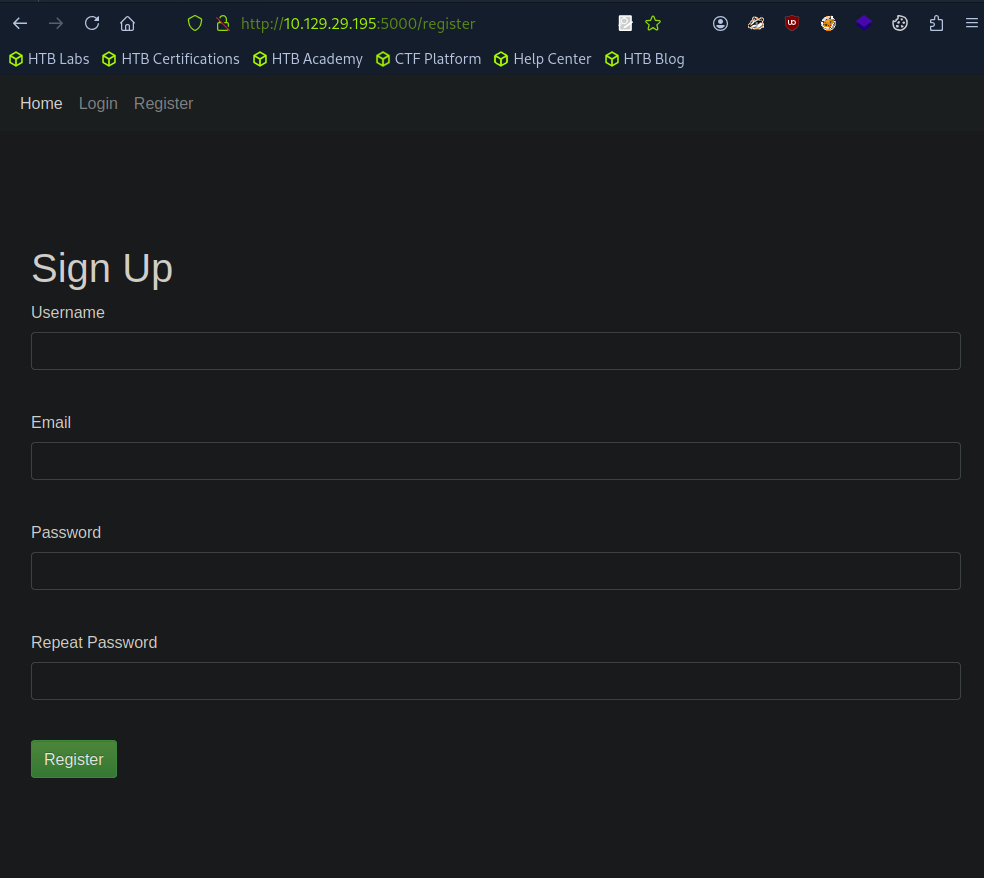 http://10.129.29.195:5000/register
HTB Labs HTB Certifications HTB Academy CTF Platform Help Center HTB Blog
Home Login Register
Sign Up
Username
Email
Password
Repeat Password
Register